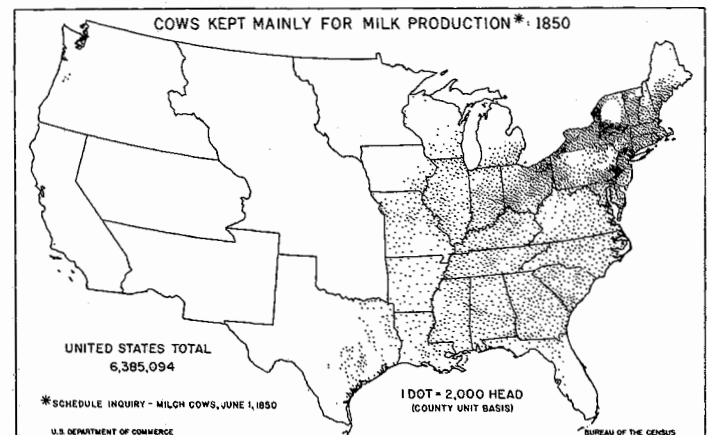 COWS KEPT MAINLY FOR MILK PRODUCTION*: 1850
UNITED STATES TOTAL
6,385,094
*SCHEDULE INQUIRY - MILCH COWS, JUNE 1, 1850
1 DOT = 2,000 HEAD
(COUNTY UNIT BASIS)
U.S. DEPARTMENT OF COMMERCE
BUREAU OF THE CENSUS